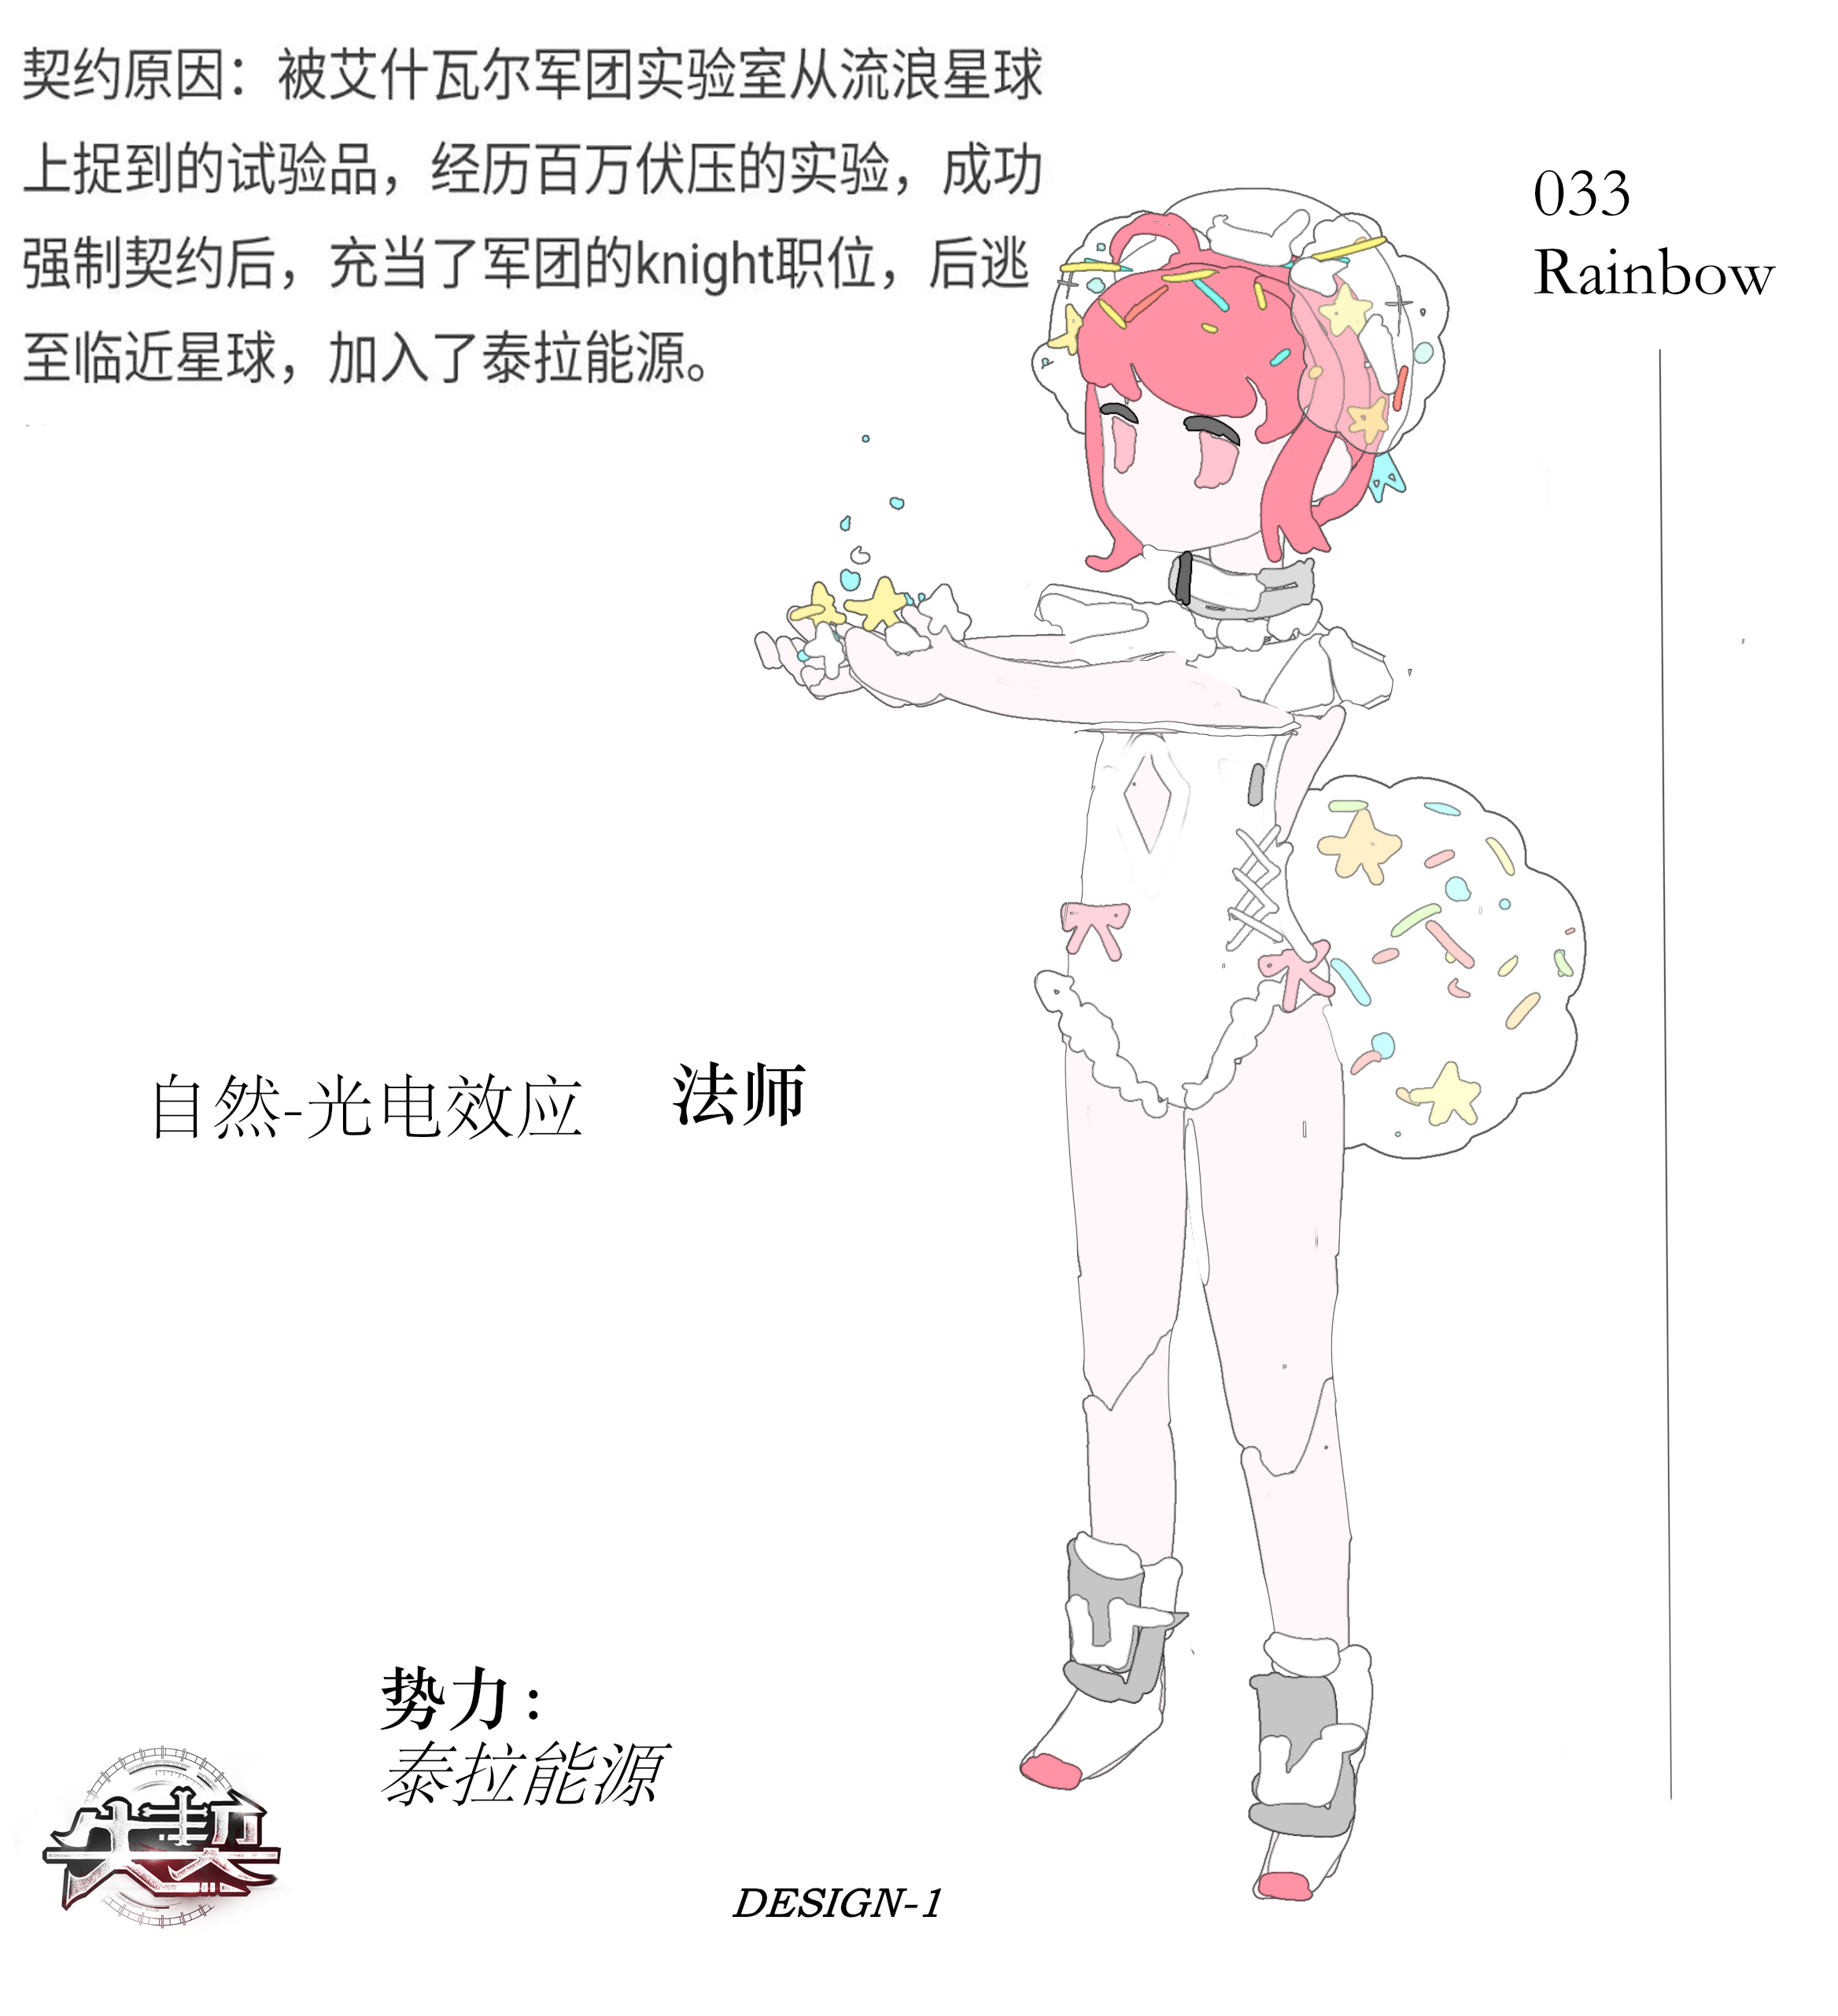 契约原因：被艾什瓦尔军团实验室从流浪星球
上捉到的试验品，经历百万伏压的实验，成功
强制契约后，充当了军团的knight职位，后逃
至临近星球，加入了泰拉能源。
033
Rainbow
自然-光电效应
法师
势力：
泰拉能源
失契
DESIGN-1